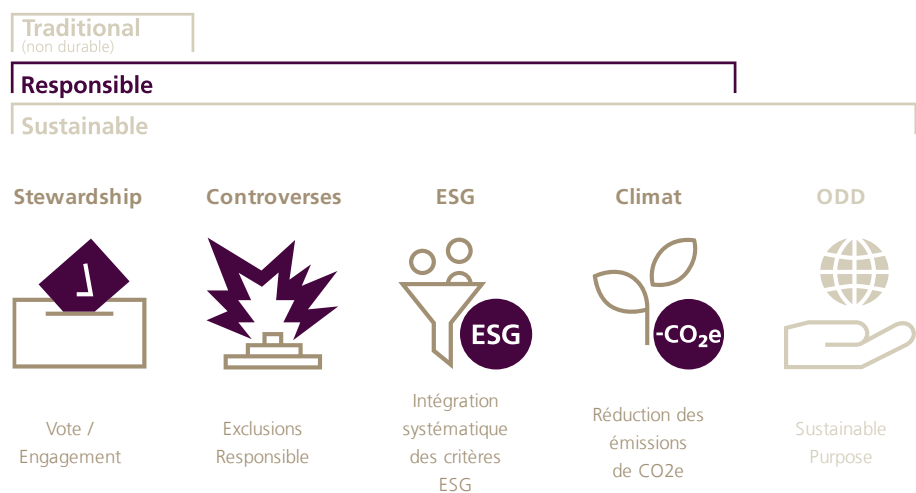 Traditional
(non durable)
Responsible
Sustainable
Stewardship
Controverses
ESG
Climat
ODD
ESG
-CO₂e
Vote /
Engagement
Exclusions
Responsible
Intégration
systématique
des critères
ESG
Réduction des
émissions
de CO2e
Sustainable
Purpose